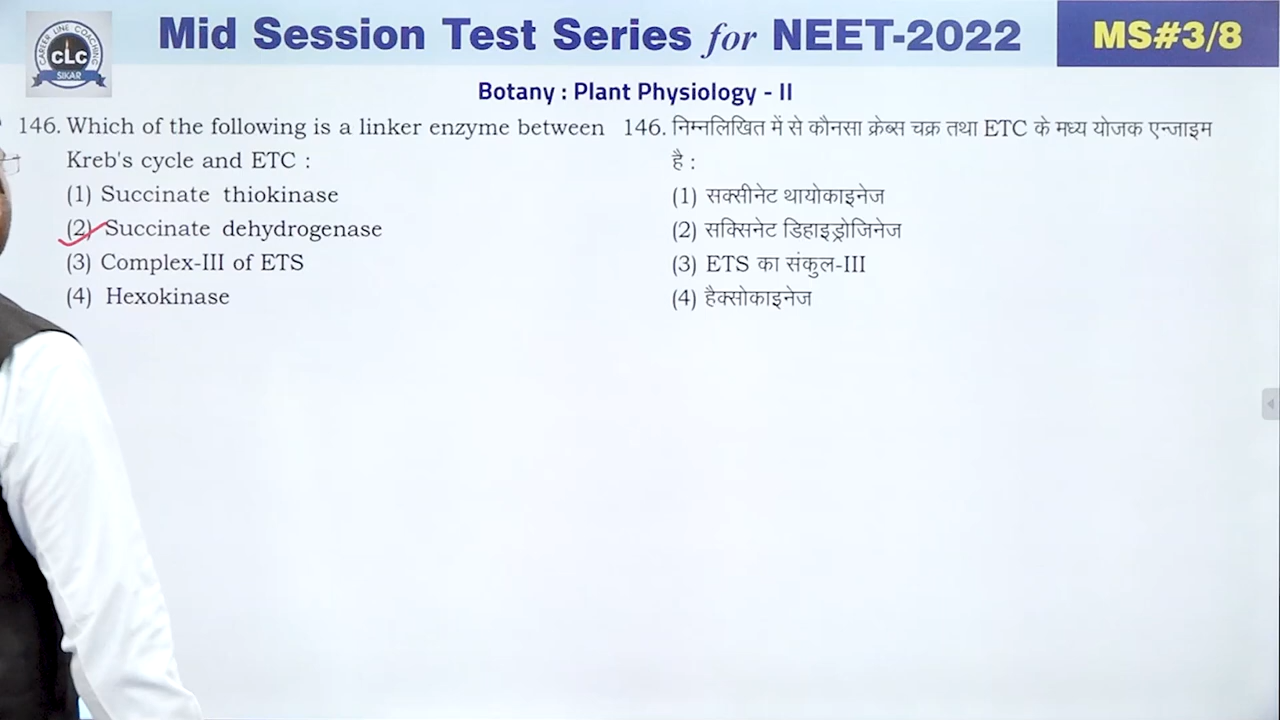 CAREER LINE COACHING
CLC
SIKAR
Mid Session Test Series for NEET-2022
MS#3/8
Botany : Plant Physiology - II
146. Which of the following is a linker enzyme between
Kreb's cycle and ETC :
(1) Succinate thiokinase
(2) Succinate dehydrogenase
(3) Complex-III of ETS
(4) Hexokinase
146. निम्नलिखित में से कौनसा क्रेब्स चक्र तथा ETC के मध्य योजक एन्जाइम
है :
(1) सक्सीनेट थायोकाइनेज
(2) सक्सिनेट डिहाइड्रोजिनेज
(3) ETS का संकुल-III
(4) हैक्सोकाइनेज